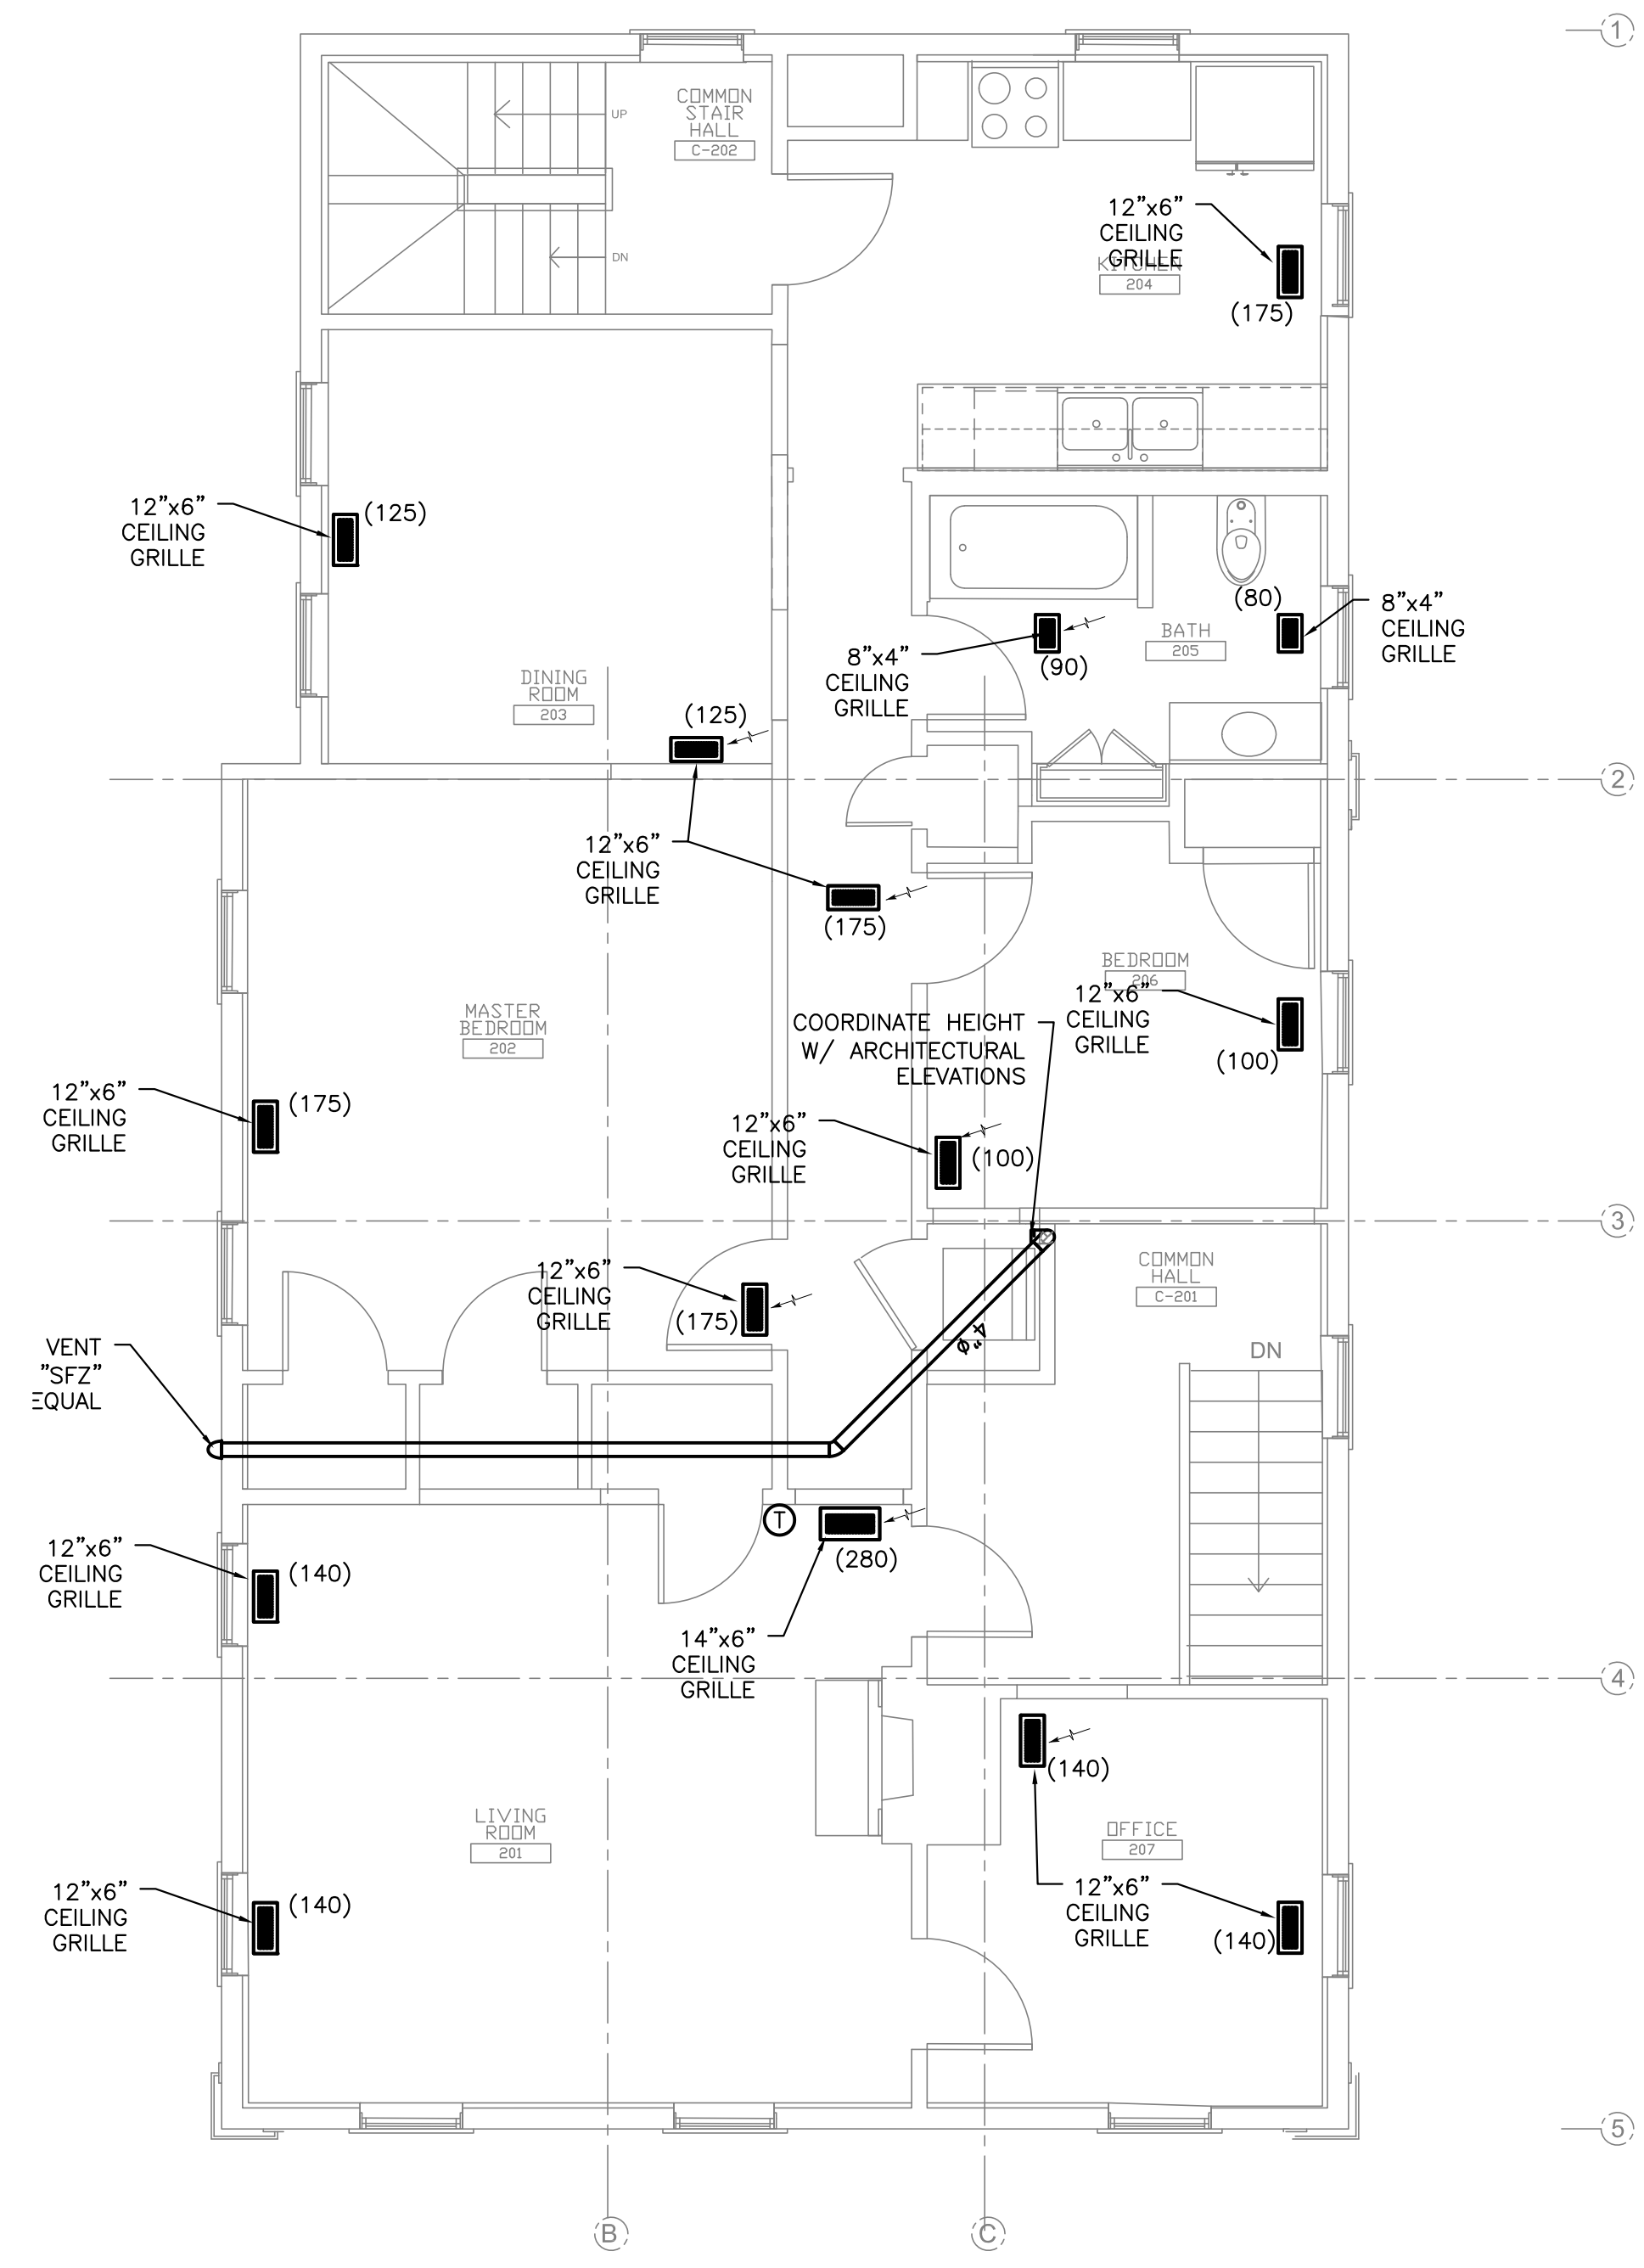 1
COMMON
STAIR
HALL
C-202
UP
DN
12"x6"
CEILING
GRILLE
KITCHEN
204
(175)
12"x6"
CEILING
GRILLE
(125)
(80)
8"x4"
CEILING
GRILLE
BATH
205
8"x4"
CEILING
GRILLE
(90)
DINING
ROOM
203
(125)
2
12"x6"
CEILING
GRILLE
(175)
BEDROOM
206
12"x6"
CEILING
GRILLE
(100)
MASTER
BEDROOM
202
COORDINATE HEIGHT
W/ ARCHITECTURAL
ELEVATIONS
12"x6"
CEILING
GRILLE
(175)
12"x6"
CEILING
GRILLE
(100)
3
COMMON
HALL
C-201
12"x6"
CEILING
GRILLE
(175)
4"ø
DN
VENT
"SFZ"
EQUAL
T
12"x6"
CEILING
GRILLE
(140)
(280)
14"x6"
CEILING
GRILLE
4
(140)
LIVING
ROOM
201
OFFICE
207
12"x6"
CEILING
GRILLE
(140)
12"x6"
CEILING
GRILLE
(140)
5
B
C